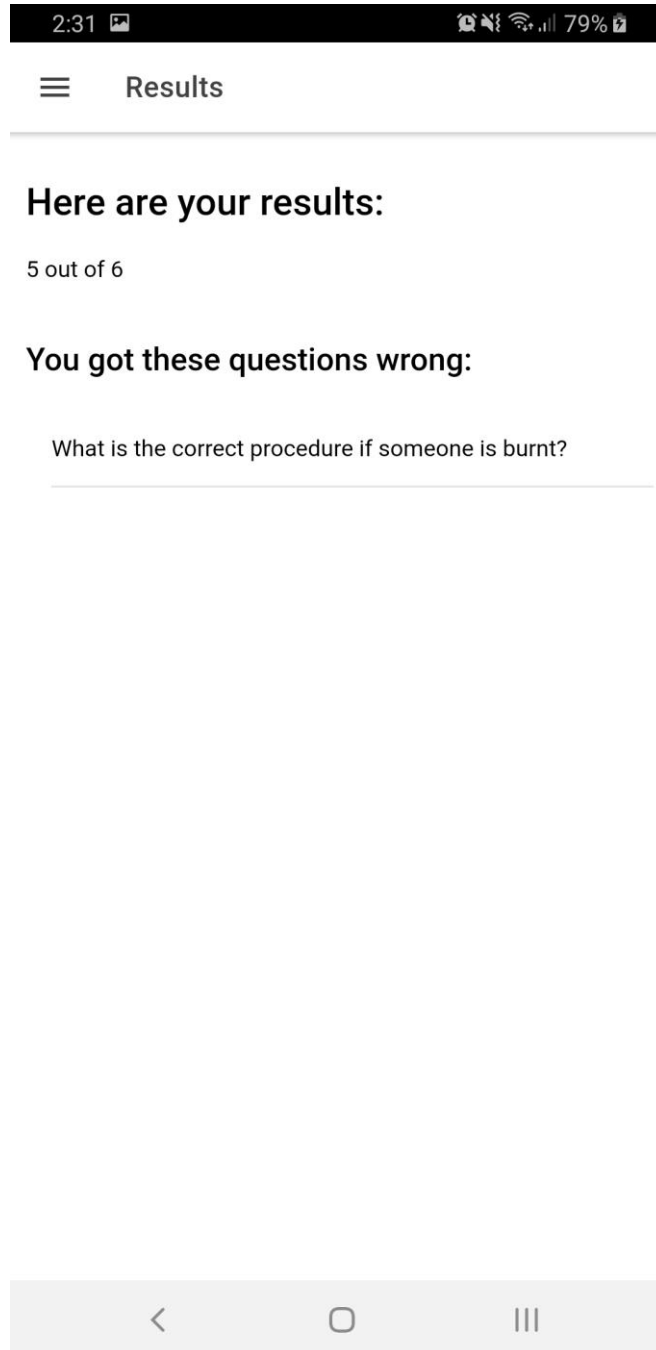 2:31 79%
Results
Here are your results:
5 out of 6
You got these questions wrong:
What is the correct procedure if someone is burnt?